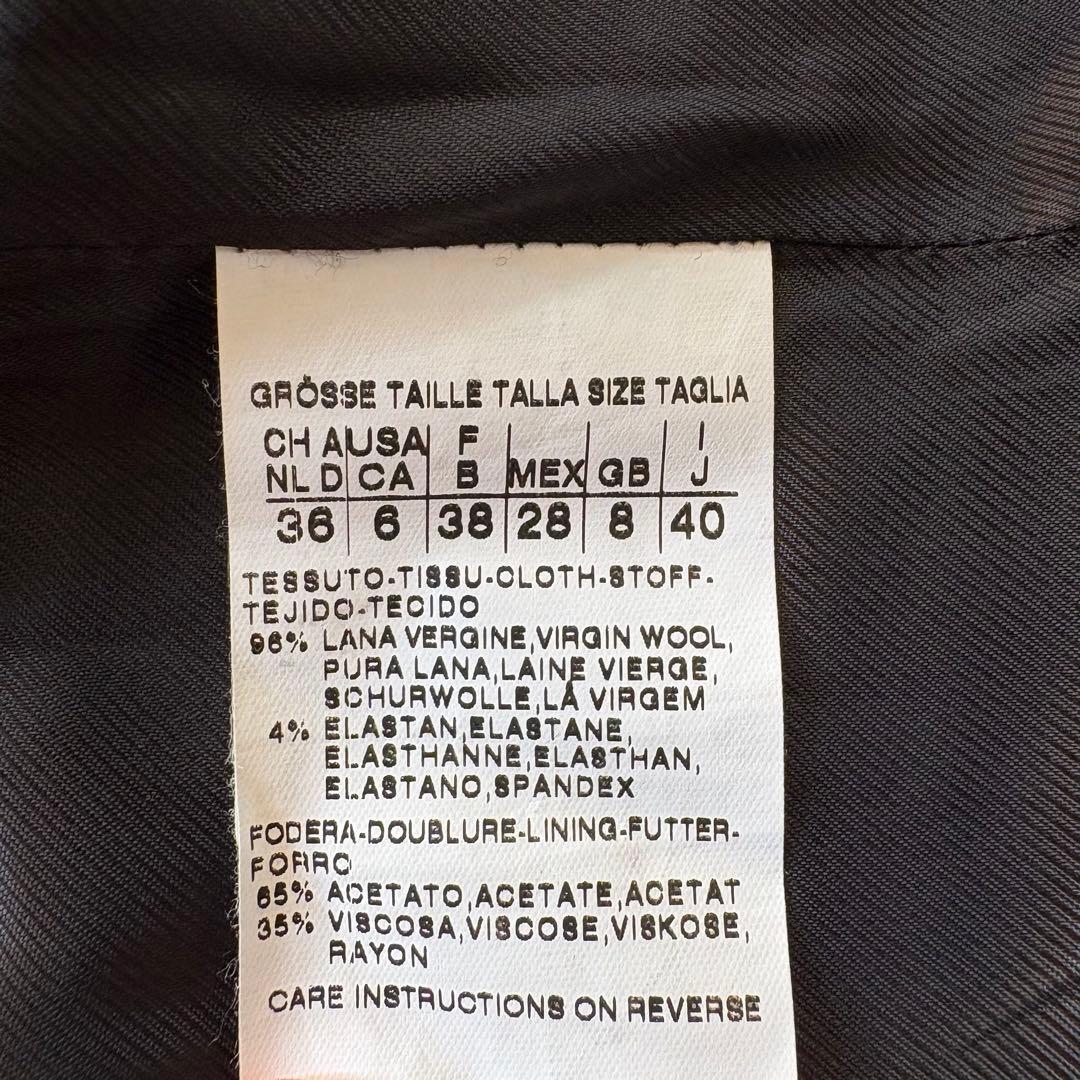 GRÖSSE TAILLE TALLA SIZE TAGLIA
CH A USA F I
NL D CA B MEX GB J
36 6 38 28 8 40
TESSUTO-TISSU-CLOTH-STOFF-
TEJIDO-TECIDO
96% LANA VERGINE,VIRGIN WOOL,
PURA LANA,LAINE VIERGE,
SCHURWOLLE,LÃ VIRGEM
4% ELASTAN,ELASTANE,
ELASTHANNE,ELASTHAN,
ELASTANO,SPANDEX
FODERA-DOUBLURE-LINING-FUTTER-
FORRO
65% ACETATO,ACETATE,ACETAT
35% VISCOSA,VISCOSE,VISKOSE,
RAYON
CARE INSTRUCTIONS ON REVERSE